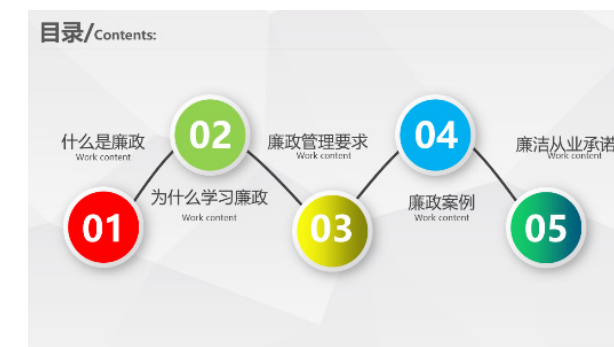 目录/Contents:
01
什么是廉政
Work content
02
为什么学习廉政
Work content
03
廉政管理要求
Work content
04
廉政案例
Work content
05
廉洁从业承诺
Work content